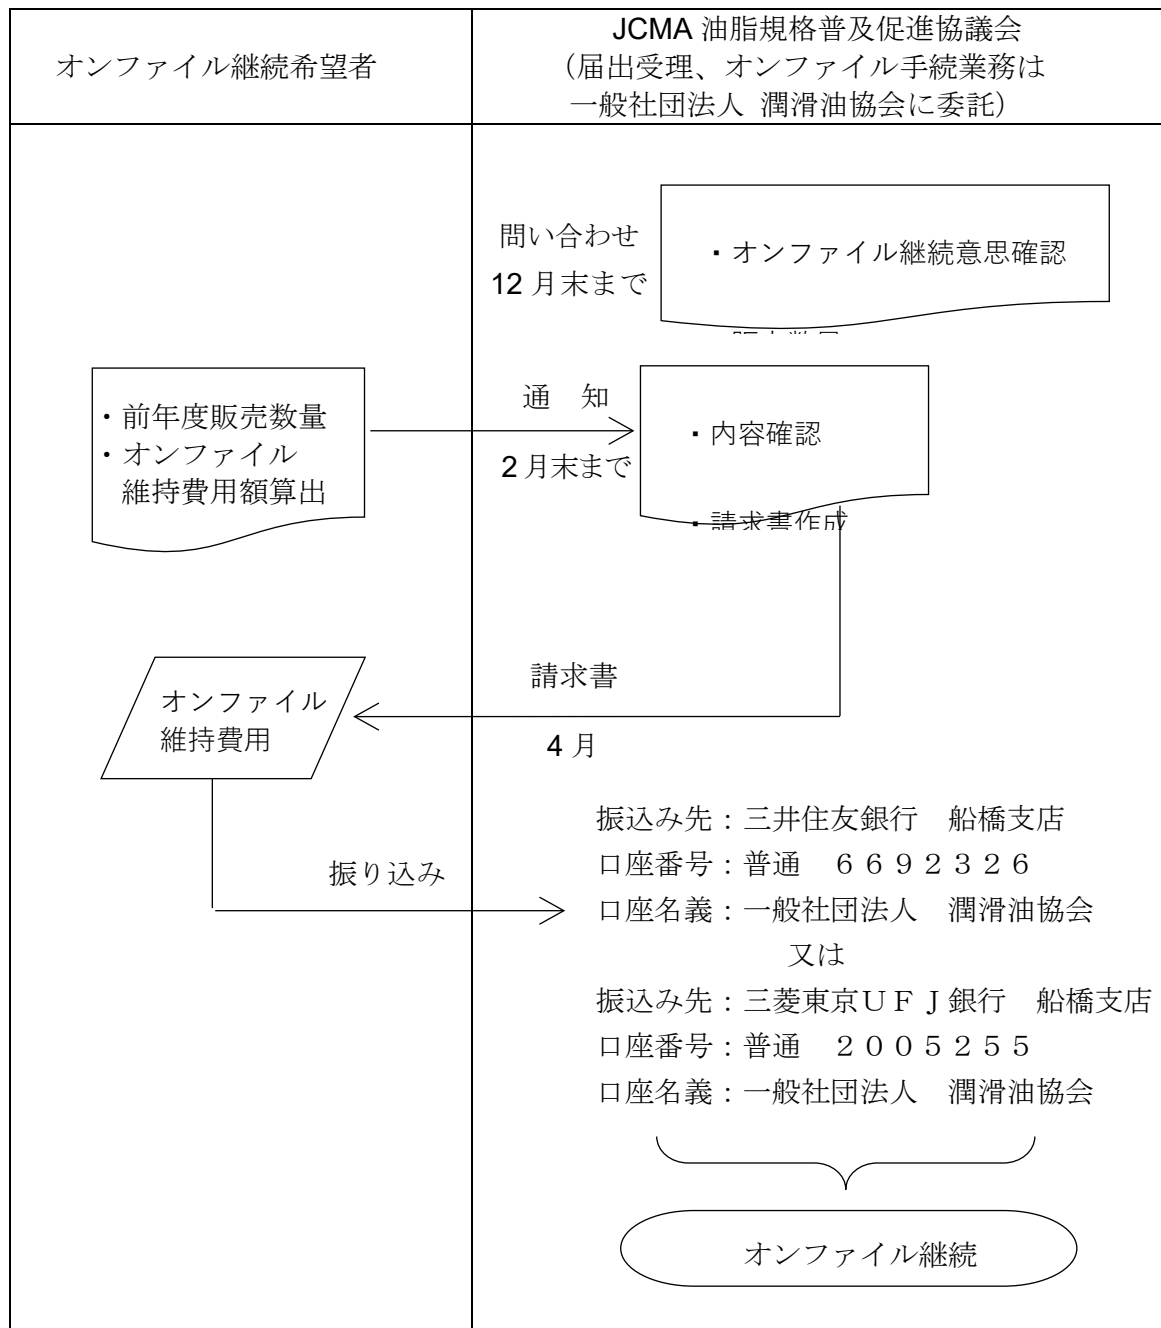 オンファイル継続希望者
JCMA 油脂規格普及促進協議会
（届出受理、オンファイル手続業務は
一般社団法人 潤滑油協会に委託）
問い合わせ
12 月末まで
・オンファイル継続意思確認
・前年度販売数量
・オンファイル
維持費用額算出
通　知
2 月末まで
・内容確認
・請求書作成
請求書
4 月
オンファイル
維持費用
振り込み
振込み先：三井住友銀行　船橋支店
口座番号：普通　６６９２３２６
口座名義：一般社団法人　潤滑油協会
又は
振込み先：三菱東京ＵＦＪ銀行　船橋支店
口座番号：普通　２００５２５５
口座名義：一般社団法人　潤滑油協会
オンファイル継続